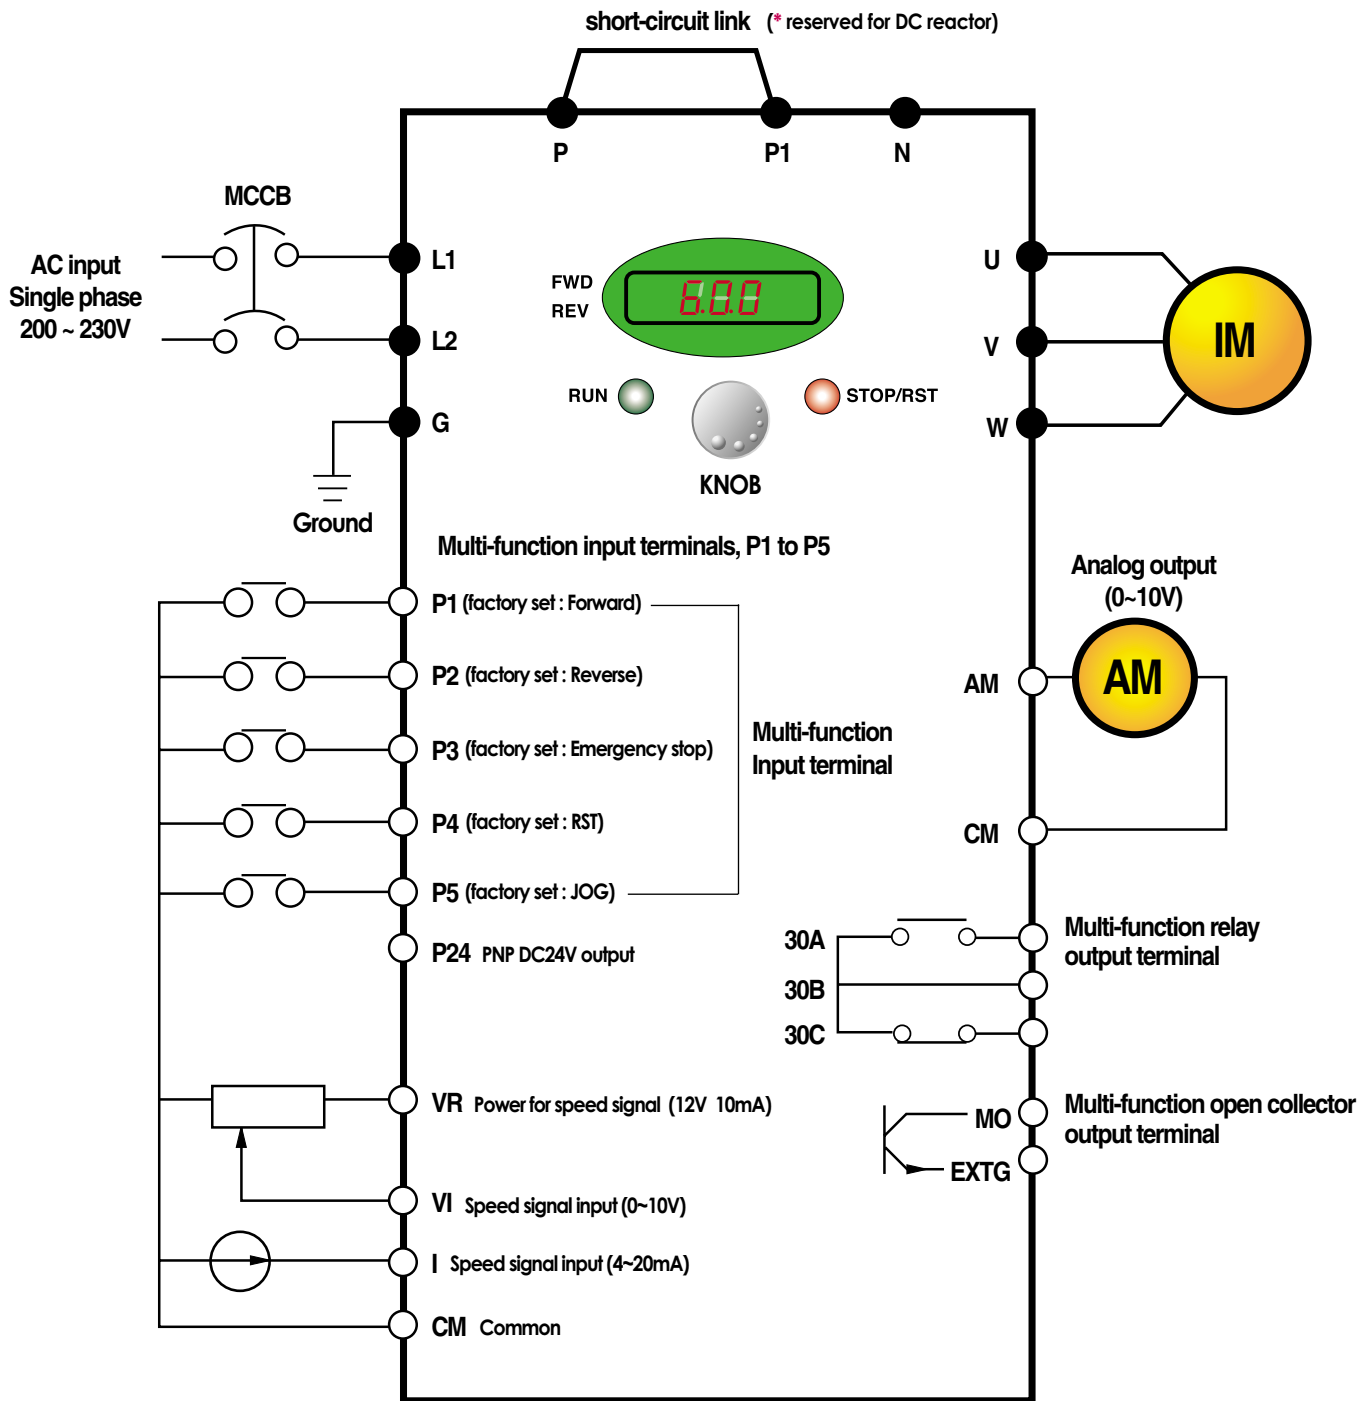 short-circuit link (* reserved for DC reactor)
P P1 N
MCCB
AC input
Single phase
200 ~ 230V
L1
L2
G
Ground
FWD
REV
6.0.0
RUN
STOP/RST
KNOB
U
V
W
IM
Multi-function input terminals, P1 to P5
P1 (factory set : Forward)
P2 (factory set : Reverse)
P3 (factory set : Emergency stop)
P4 (factory set : RST)
P5 (factory set : JOG)
Multi-function
Input terminal
P24 PNP DC24V output
VR Power for speed signal (12V 10mA)
VI Speed signal input (0~10V)
I Speed signal input (4~20mA)
CM Common
Analog output
(0~10V)
AM
AM
CM
30A
30B
30C
Multi-function relay
output terminal
MO
EXTG
Multi-function open collector
output terminal